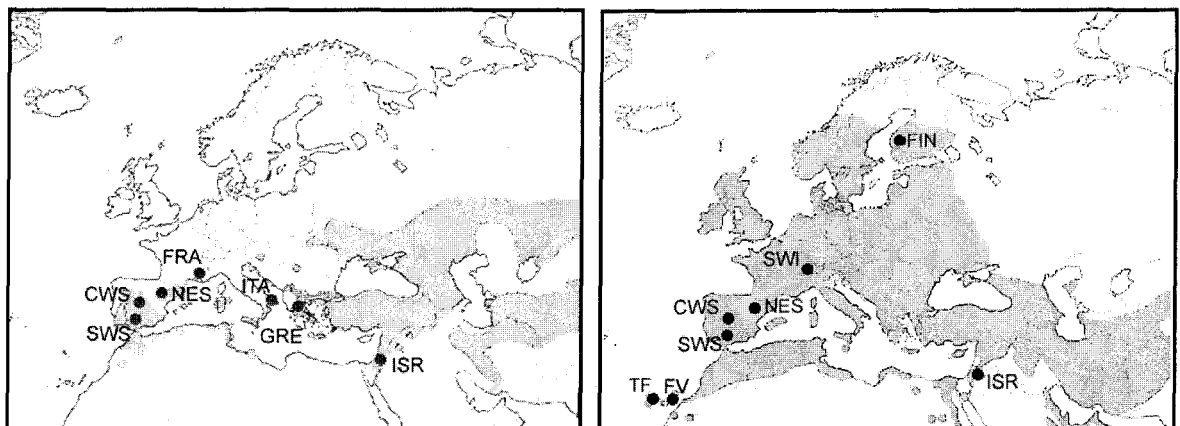 FRA
CWS
NES
ITA
SWS
GRE
ISR
FIN
SWI
CWS
NES
SWS
ISR
TF
FV